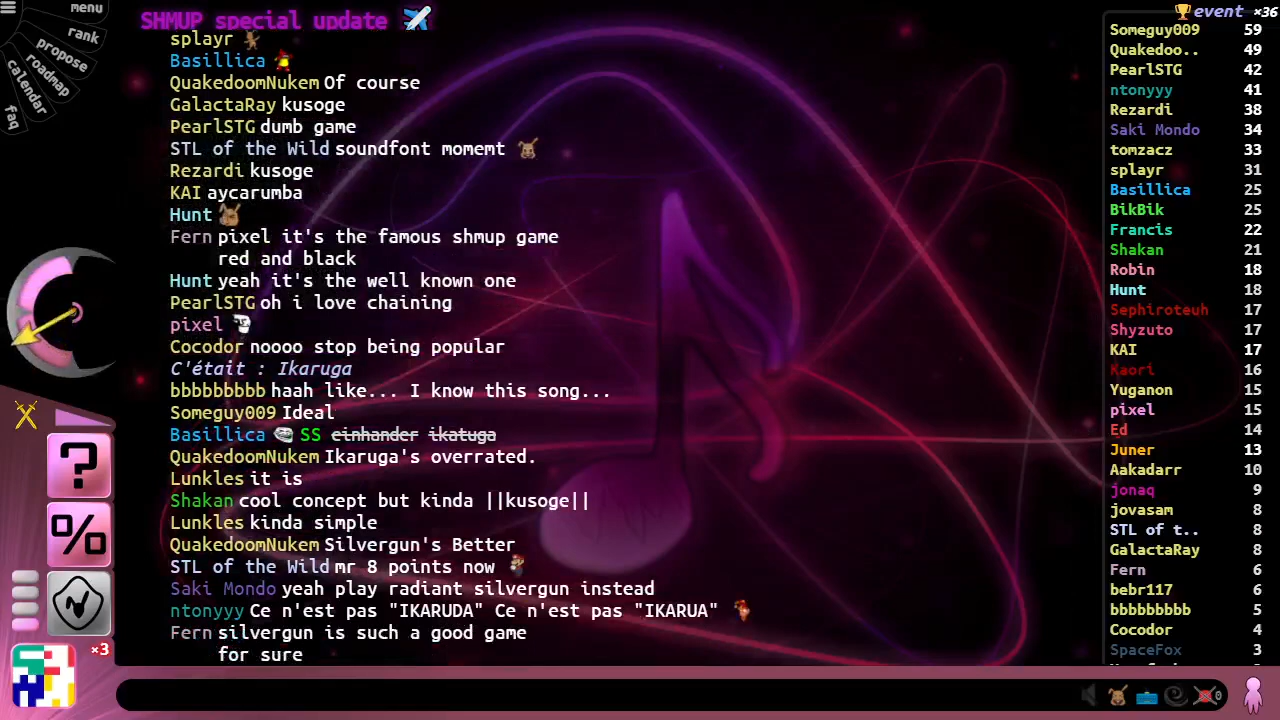 menu
rank
propose
roadmap
calendar
faq
SHMUP special update
splayr
Basillica
QuakedoomNukem Of course
GalactaRay kusoge
PearlSTG dumb game
STL of the Wild soundfont momemt
Rezardi kusoge
KAI aycarumba
Hunt
Fern pixel it's the famous shmup game
red and black
Hunt yeah it's the well known one
PearlSTG oh i love chaining
pixel
Cocodor noooo stop being popular
C'était : Ikaruga
bbbbbbbbb haah like... I know this song...
Someguy009 Ideal
Basillica SS einhander ikatuga
QuakedoomNukem Ikaruga's overrated.
Lunkles it is
Shakan cool concept but kinda ||kusoge||
Lunkles kinda simple
QuakedoomNukem Silvergun's Better
STL of the Wild mr 8 points now
Saki Mondo yeah play radiant silvergun instead
ntonyyy Ce n'est pas "IKARUDA" Ce n'est pas "IKARUA"
Fern silvergun is such a good game
for sure
event ×36
Someguy009 59
Quakedoo.. 49
PearlSTG 42
ntonyyy 41
Rezardi 38
Saki Mondo 34
tomzacz 33
splayr 31
Basillica 25
BikBik 25
Francis 22
Shakan 21
Robin 18
Hunt 18
Sephiroteuh 17
Shyzuto 17
KAI 17
Kaori 16
Yuganon 15
pixel 15
Ed 14
Juner 13
Aakadarr 10
jonaq 9
jovasam 8
STL of t.. 8
GalactaRay 8
Fern 6
bebr117 6
bbbbbbbbb 5
Cocodor 4
SpaceFox 3
?
%
×3
0